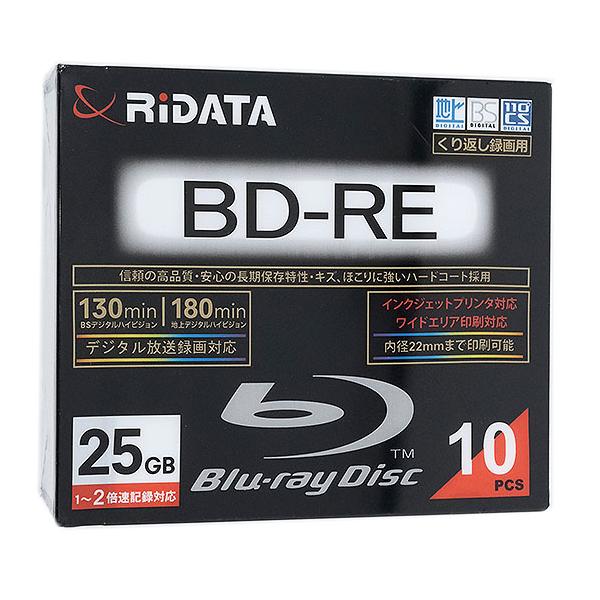 RiDATA
地上 DIGITAL
BS DIGITAL
110°CS DIGITAL
くり返し録画用
BD-RE
信頼の高品質・安心の長期保存特性・キズ、ほこりに強いハードコート採用
130min 180min
BSデジタルハイビジョン 地上デジタルハイビジョン
デジタル放送録画対応
インクジェットプリンタ対応
ワイドエリア印刷対応
内径22mmまで印刷可能
25GB
1~2倍速記録対応
Blu-ray Disc
TM
10
PCS